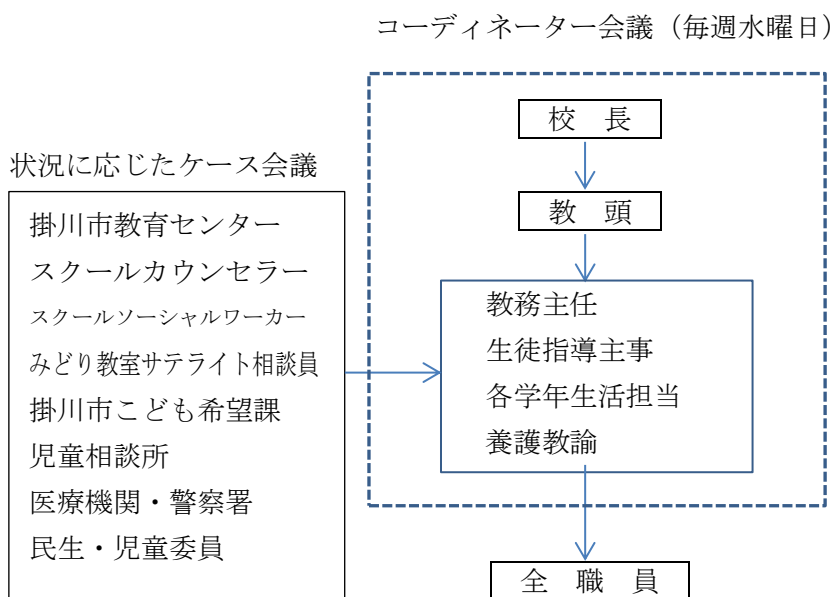 コーディネーター会議（毎週水曜日）
校　長
教　頭
教務主任
生徒指導主事
各学年生活担当
養護教諭
全　職　員
状況に応じたケース会議
掛川市教育センター
スクールカウンセラー
スクールソーシャルワーカー
みどり教室サテライト相談員
掛川市こども希望課
児童相談所
医療機関・警察署
民生・児童委員